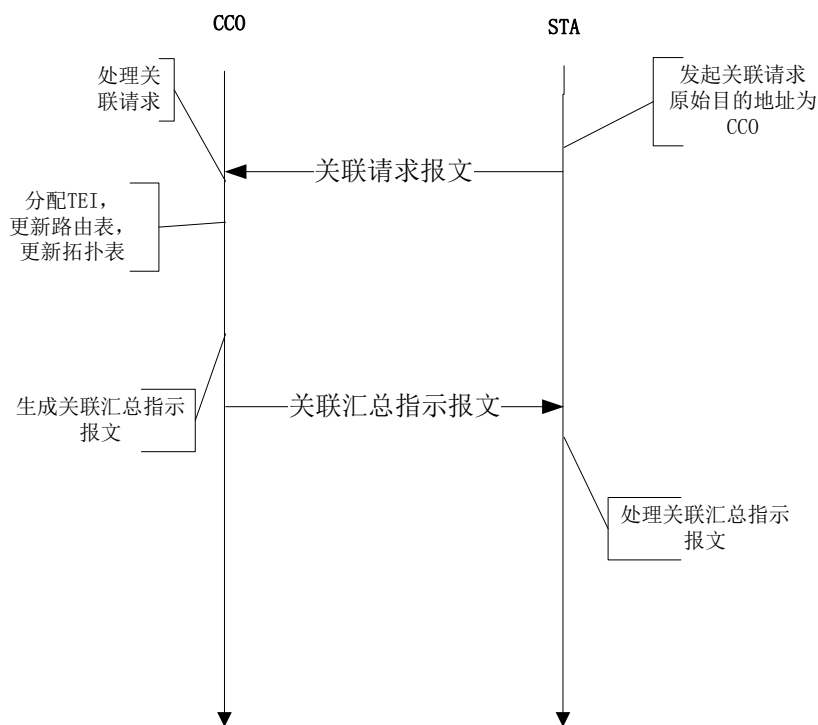 CCO
STA
处理关
联请求
发起关联请求
原始目的地址为
CCO
关联请求报文
分配TEI，
更新路由表，
更新拓扑表
生成关联汇总指示
报文
关联汇总指示报文
处理关联汇总指示
报文